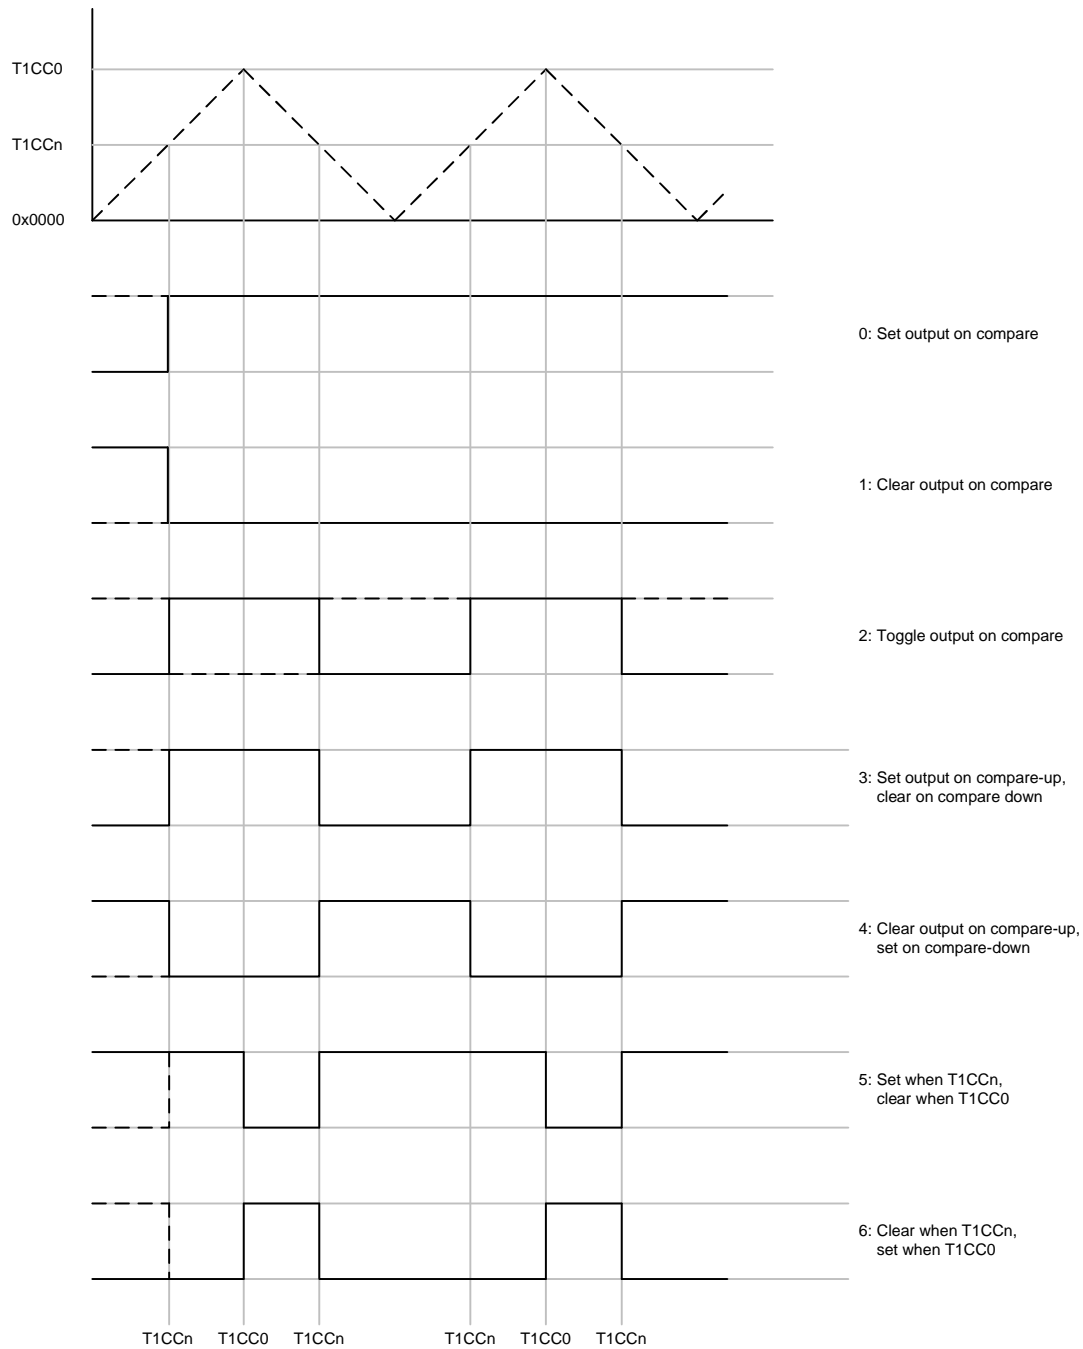 T1CC0
T1CCn
0x0000
0: Set output on compare
1: Clear output on compare
2: Toggle output on compare
3: Set output on compare-up,
clear on compare down
4: Clear output on compare-up,
set on compare-down
5: Set when T1CCn,
clear when T1CC0
6: Clear when T1CCn,
set when T1CC0
T1CCn T1CC0 T1CCn T1CCn T1CC0 T1CCn